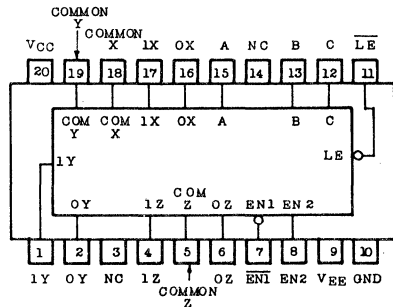 COMMON
Y COMMON
VCC X 1X 0X A NC B C LE
20 19 18 17 16 15 14 13 12 11
COM COM 1X 0X A B C
Y X
1Y LE
COM
0Y 1Z Z 0Z EN1 EN2
1 2 3 4 5 6 7 8 9 10
1Y 0Y NC 1Z 0Z EN1 EN2 VEE GND
COMMON
Z